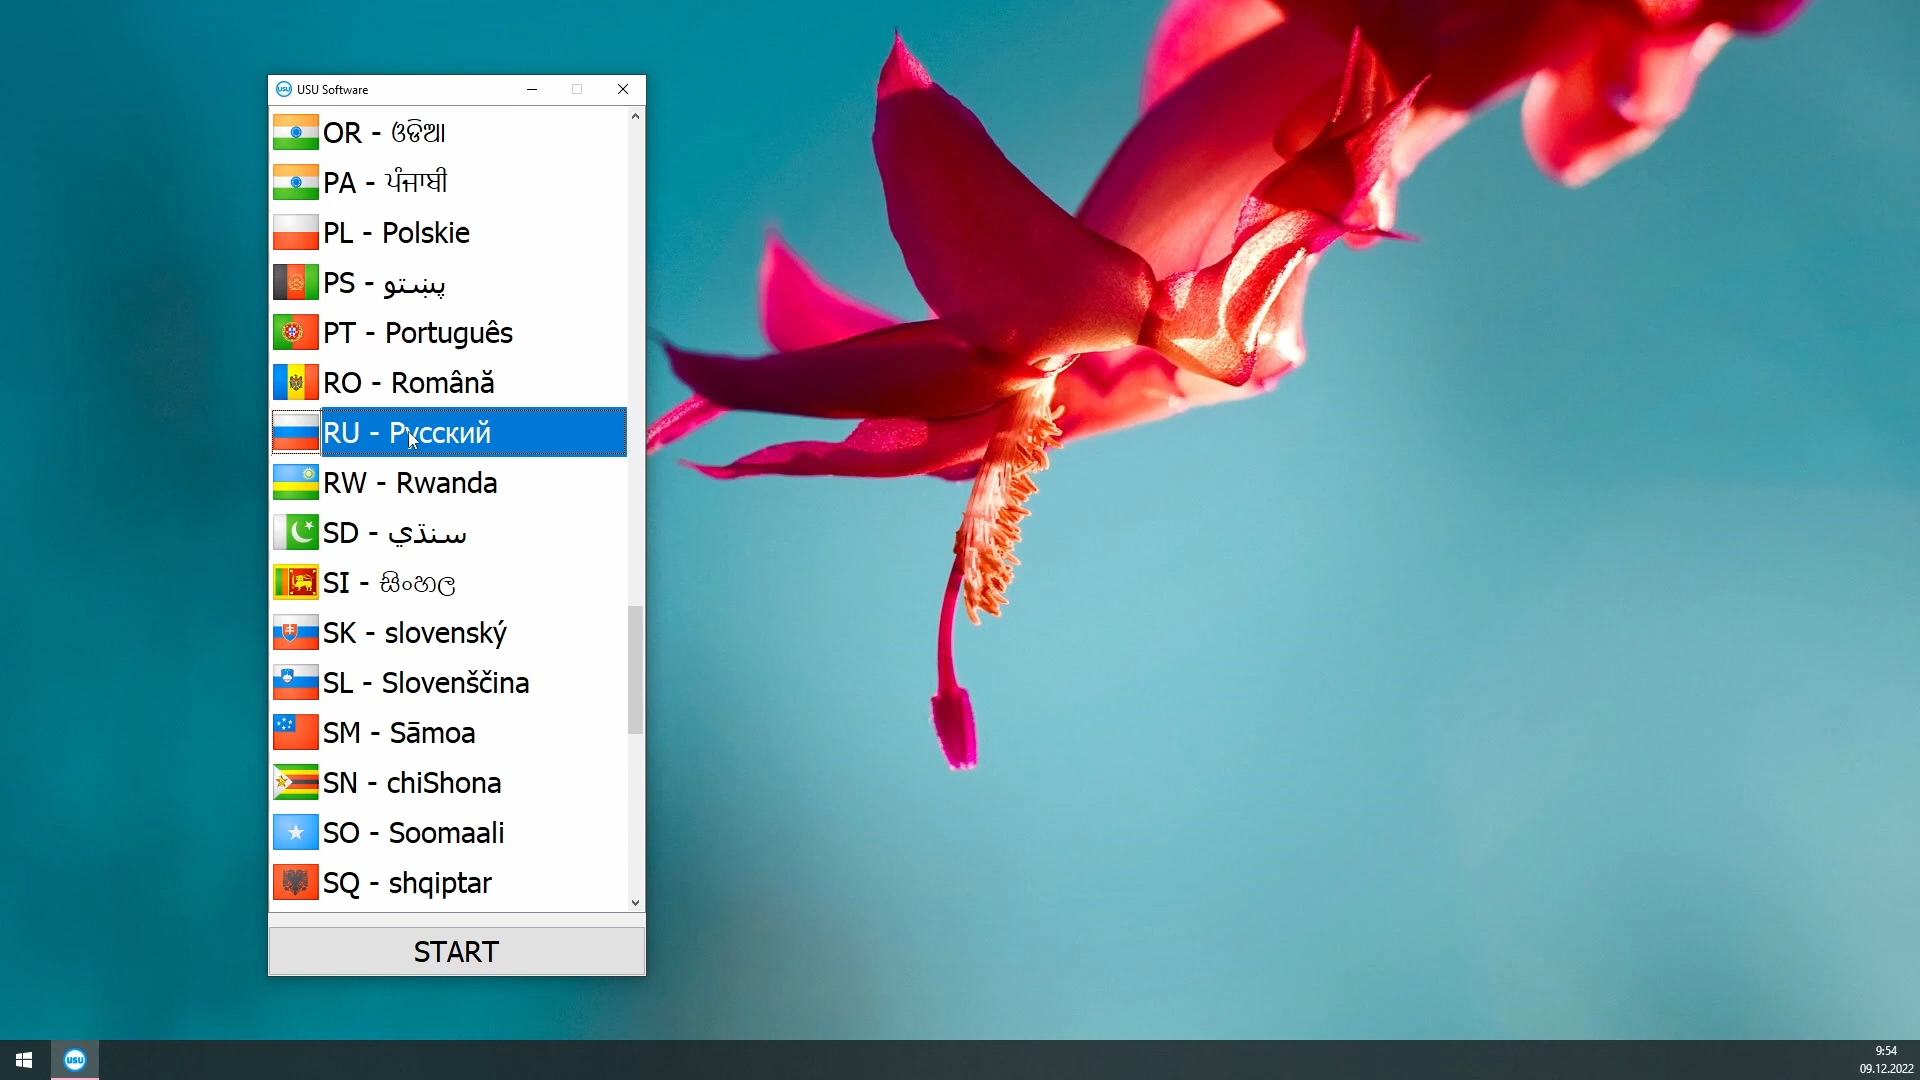 USU Software
OR - ଓଡିଆ
PA - ਪੰਜਾਬੀ
PL - Polskie
PS - پښتو
PT - Português
RO - Română
RU - Русский
RW - Rwanda
SD - سنڌي
SI - සිංහල
SK - slovenský
SL - Slovenščina
SM - Sāmoa
SN - chiShona
SO - Soomaali
SQ - shqiptar
START
USU
9:54
09.12.2022